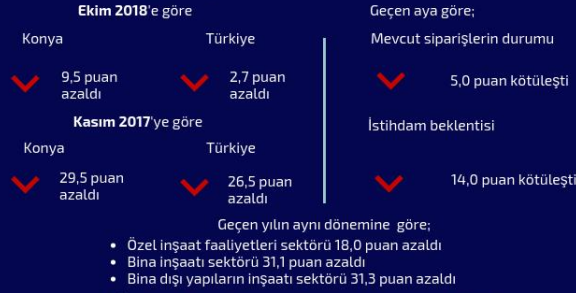 Ekim 2018'e göre
Konya
Türkiye
9,5 puan
azaldı
2,7 puan
azaldı
Kasım 2017'ye göre
Konya
Türkiye
29,5 puan
azaldı
26,5 puan
azaldı
Geçen aya göre;
Mevcut siparişlerin durumu
5,0 puan kötüleşti
İstihdam beklentisi
14,0 puan kötüleşti
Geçen yılın aynı dönemine göre;
• Özel inşaat faaliyetleri sektörü 18,0 puan azaldı
• Bina inşaatı sektörü 31,1 puan azaldı
• Bina dışı yapıların inşaatı sektörü 31,3 puan azaldı